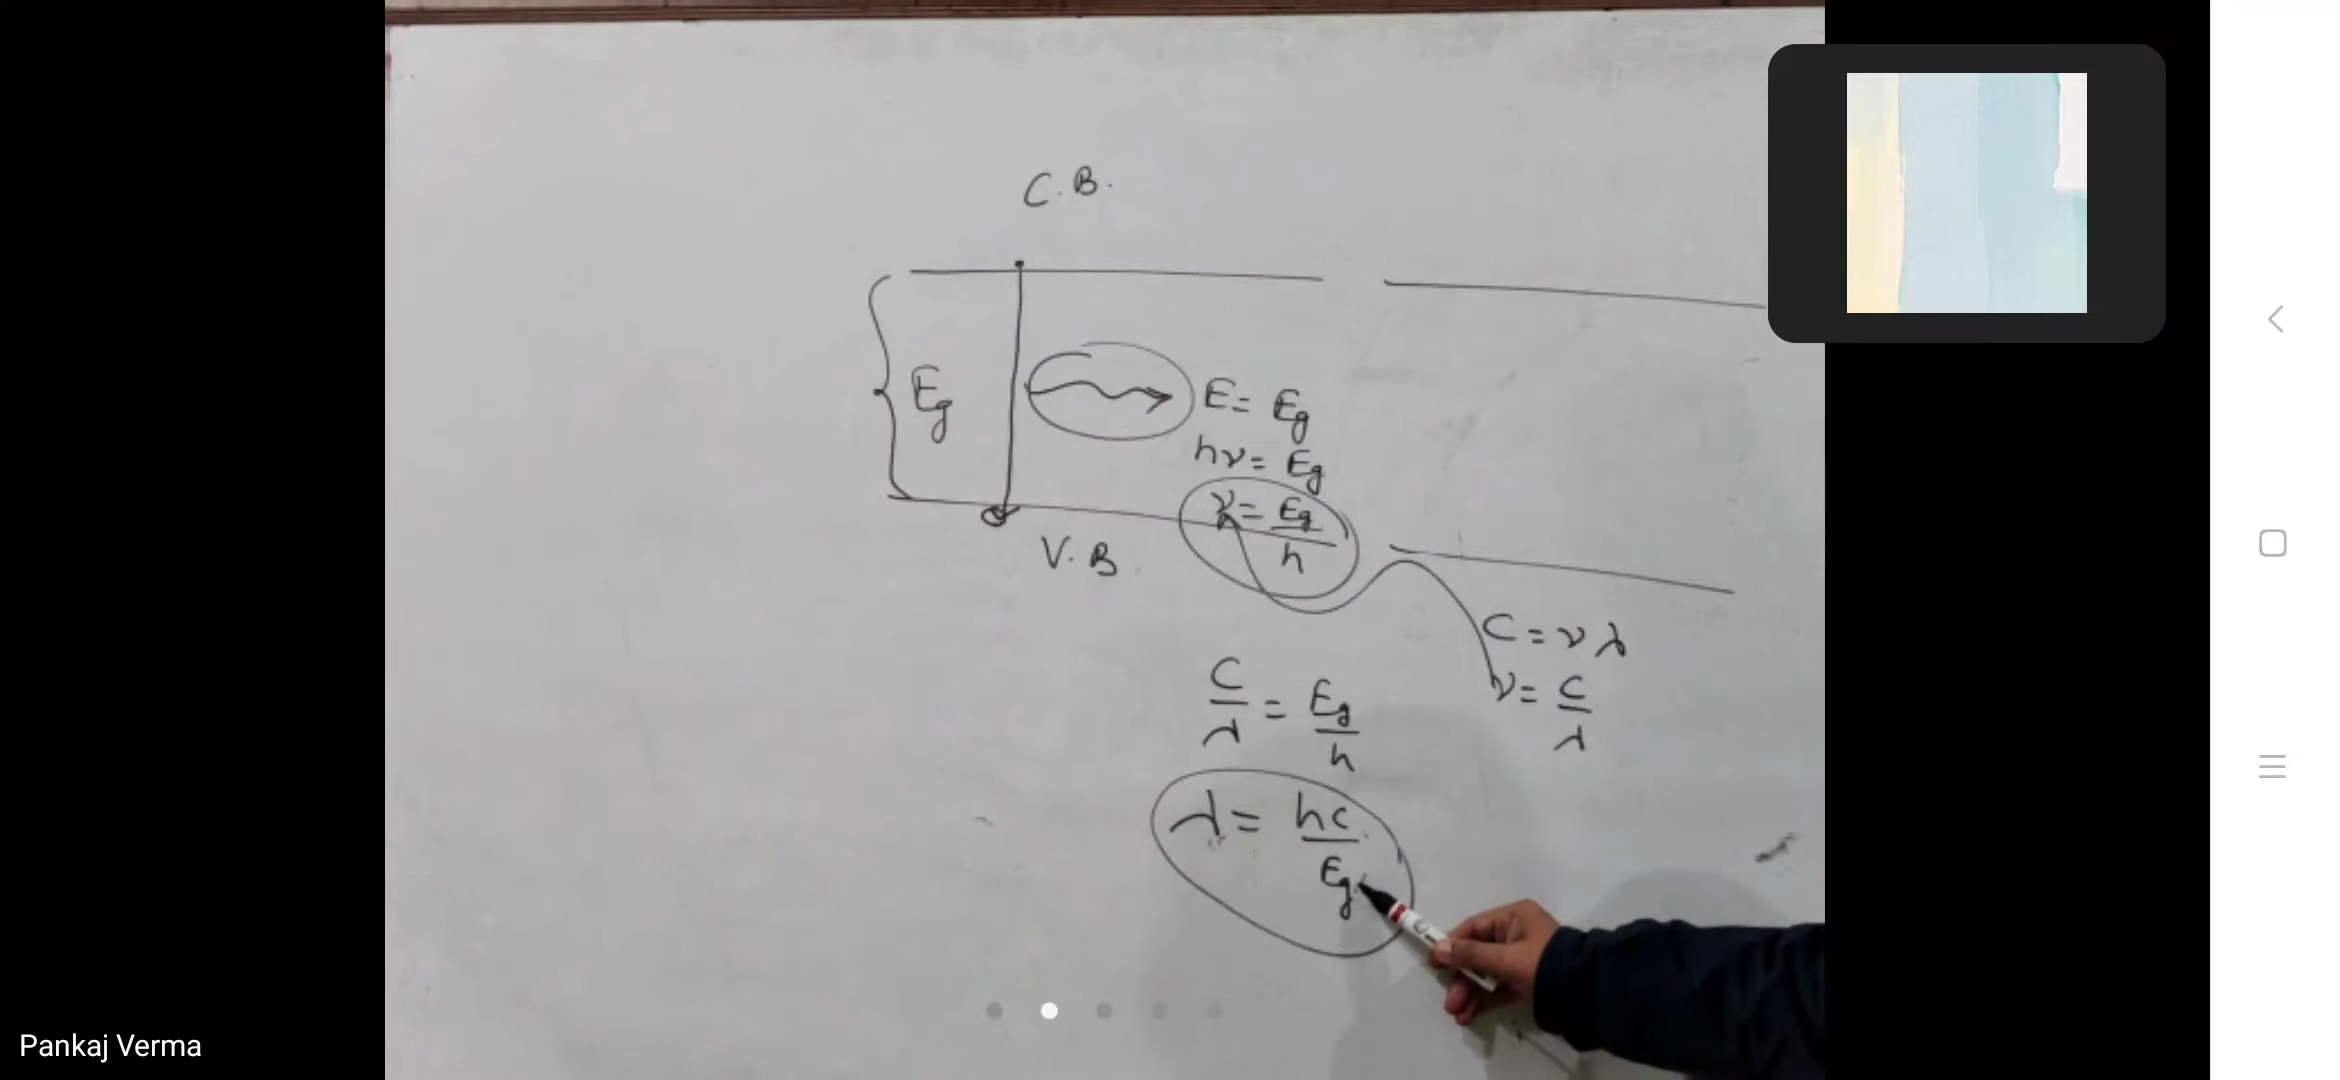 C.B.
Eg
E = Eg
hν = Eg
ν = Eg/h
V.B
C = νλ
ν = C/λ
C/λ = Eg/h
λ = hc/Eg
Pankaj Verma